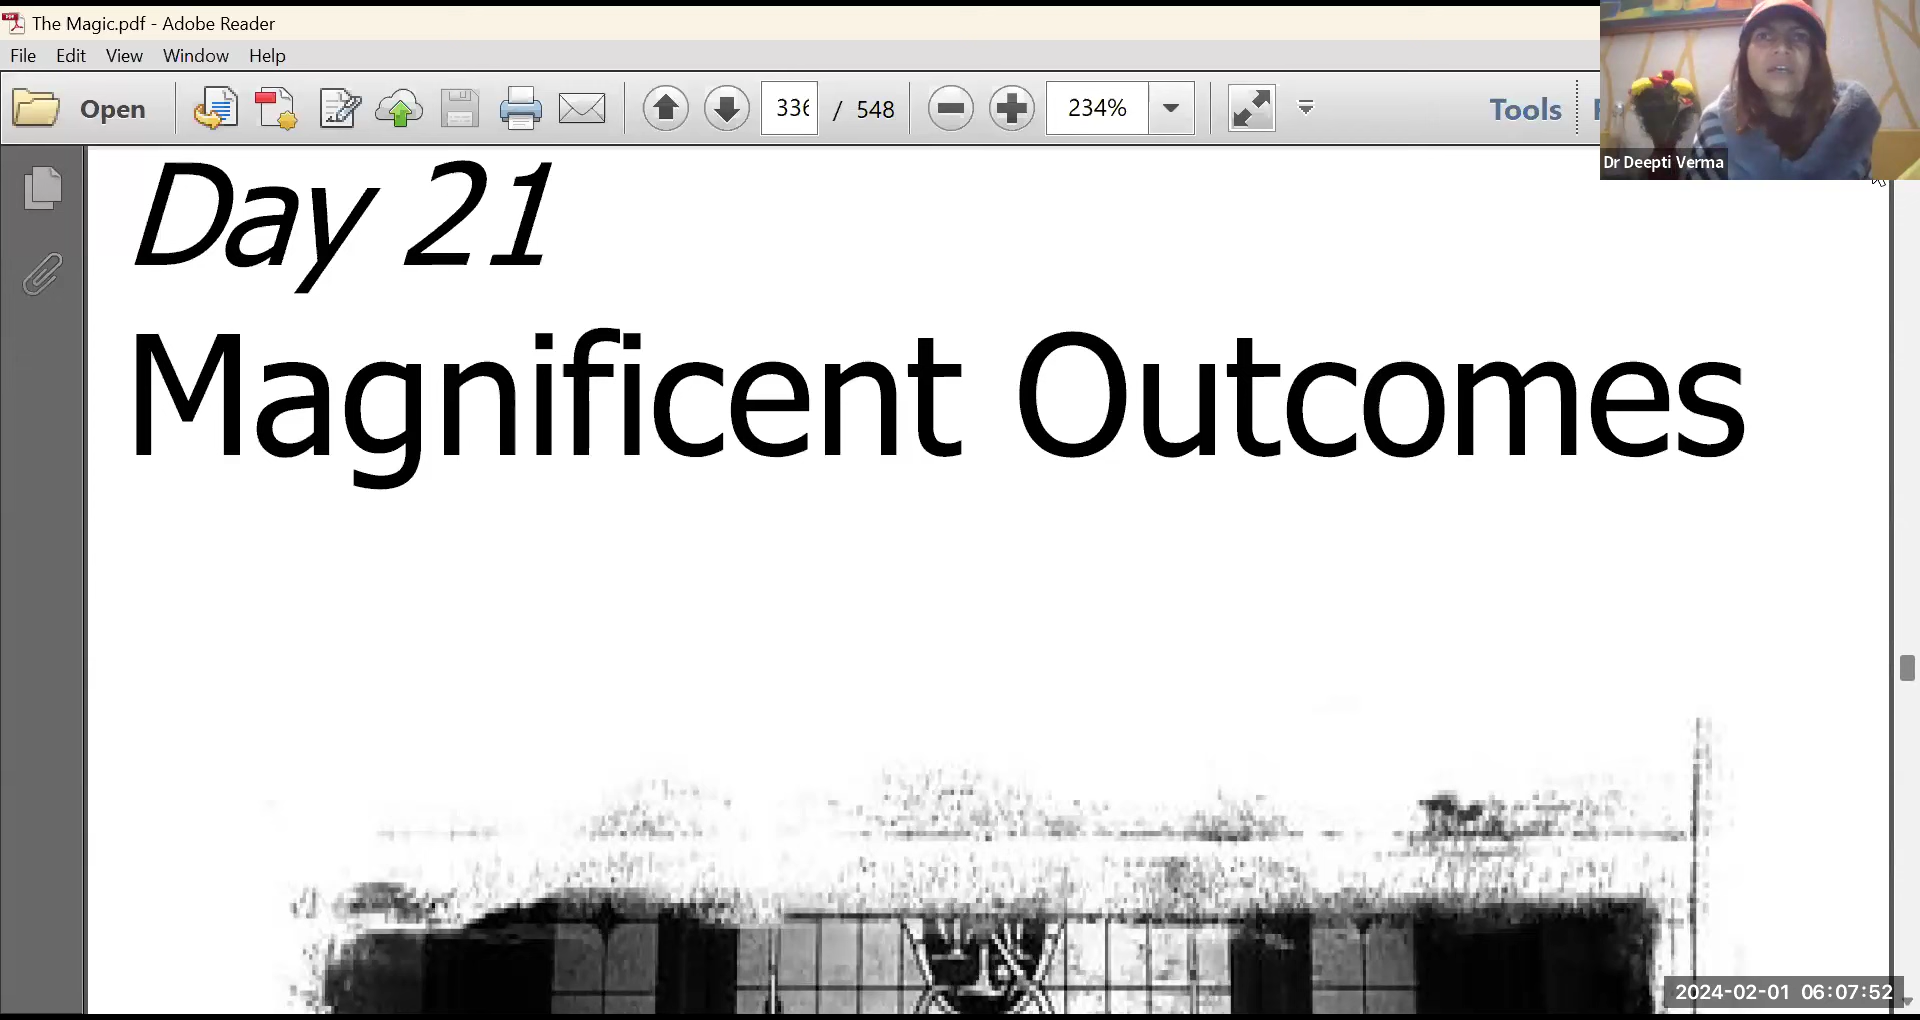 The Magic.pdf - Adobe Reader
File Edit View Window Help
Open 336 / 548 234% Tools
Dr Deepti Verma
Day 21
Magnificent Outcomes
2024-02-01 06:07:52